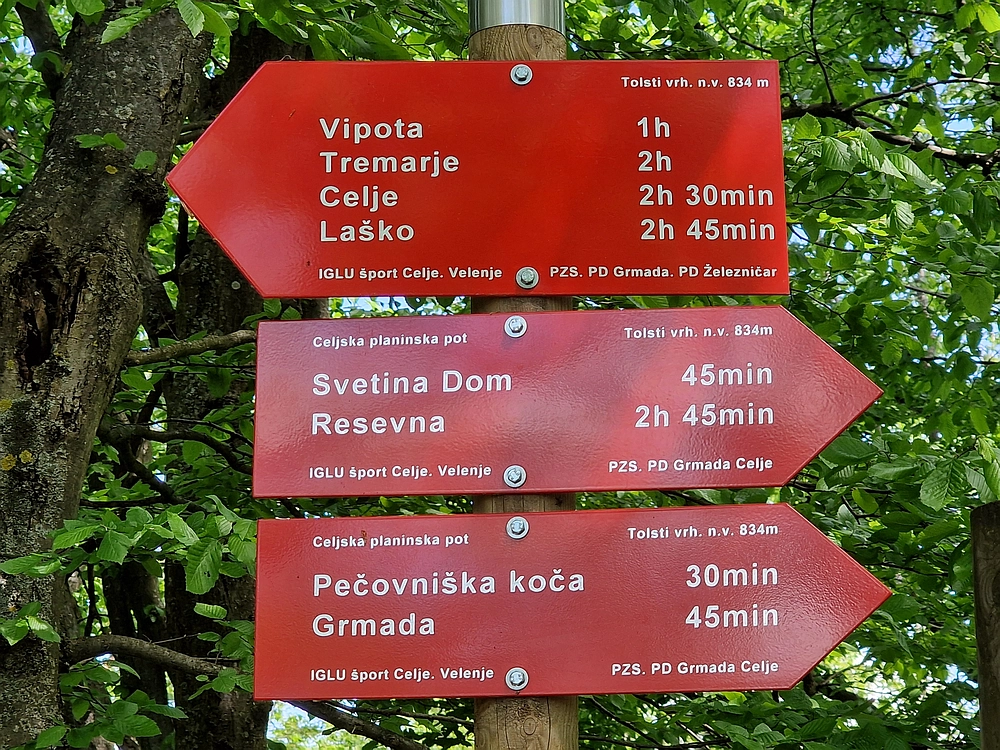 Tolsti vrh. n.v. 834 m
Vipota 1h
Tremarje 2h
Celje 2h 30min
Laško 2h 45min
IGLU šport Celje. Velenje PZS. PD Grmada. PD Železničar
Celjska planinska pot Tolsti vrh. n.v. 834m
Svetina Dom 45min
Resevna 2h 45min
IGLU šport Celje. Velenje PZS. PD Grmada Celje
Celjska planinska pot Tolsti vrh. n.v. 834m
Pečovniška koča 30min
Grmada 45min
IGLU šport Celje. Velenje PZS. PD Grmada Celje